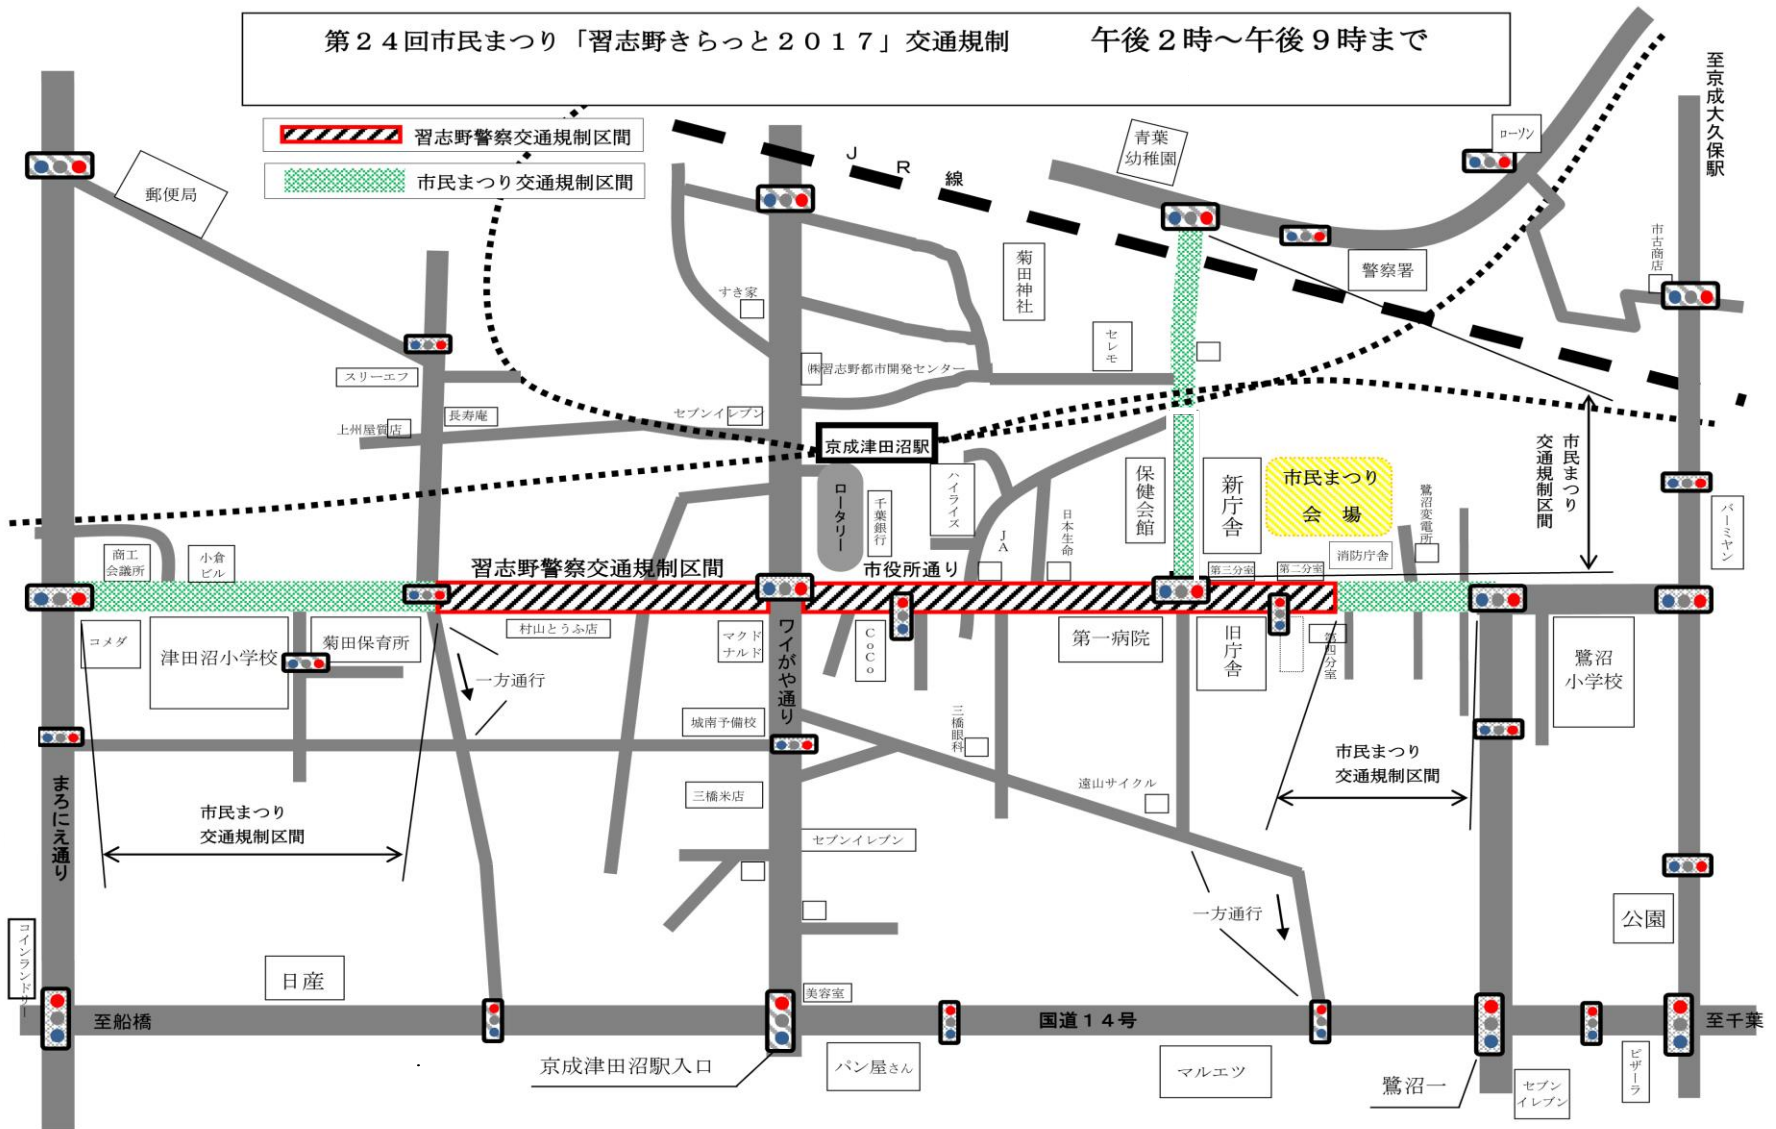 第２４回市民まつり「習志野きらっと２０１７」交通規制　　午後２時～午後９時まで
習志野警察交通規制区間
市民まつり交通規制区間
ＪＲ線
青葉
幼稚園
ローソン
至京成大久保駅
郵便局
市古商店
警察署
菊田神社
すき家
セレモ
㈱習志野都市開発センター
スリーエフ
長寿庵
上州屋質店
セブンイレブン
京成津田沼駅
市民まつり
交通規制区間
ロータリー
千葉銀行
ハイライズ
JA
日本生命
保健会館
新庁舎
市民まつり
会　場
鷺沼変電所
消防庁舎
バーミヤン
商工
会議所
小倉
ビル
習志野警察交通規制区間
市役所通り
第三分室
第二分室
コメダ
津田沼小学校
菊田保育所
村山とうふ店
マクド
ナルド
ワイがや通り
CoCo
第一病院
旧庁舎
第四分室
鷺沼
小学校
一方通行
城南予備校
三橋眼科
遠山サイクル
市民まつり
交通規制区間
まろにえ通り
市民まつり
交通規制区間
三橋米店
セブンイレブン
一方通行
公園
コインランドリー
日産
美容室
至船橋
国道１４号
至千葉
京成津田沼駅入口
パン屋さん
マルエツ
鷺沼一
セブン
イレブン
ピザーラ